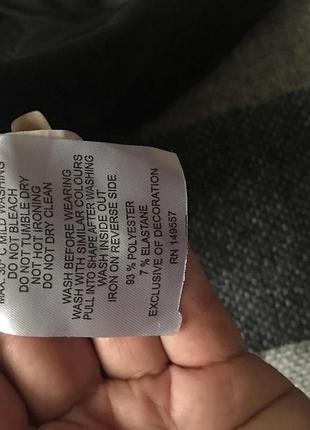 MAX. 30° C MILD WASHING
DO NOT BLEACH
DO NOT TUMBLE DRY
NOT HOT IRONING
DO NOT DRY CLEAN
WASH BEFORE WEARING
WASH WITH SIMILAR COLOURS
PULL INTO SHAPE AFTER WASHING
WASH INSIDE OUT
IRON ON REVERSE SIDE
93 % POLYESTER
7 % ELASTANE
EXCLUSIVE OF DECORATION
RN 149557